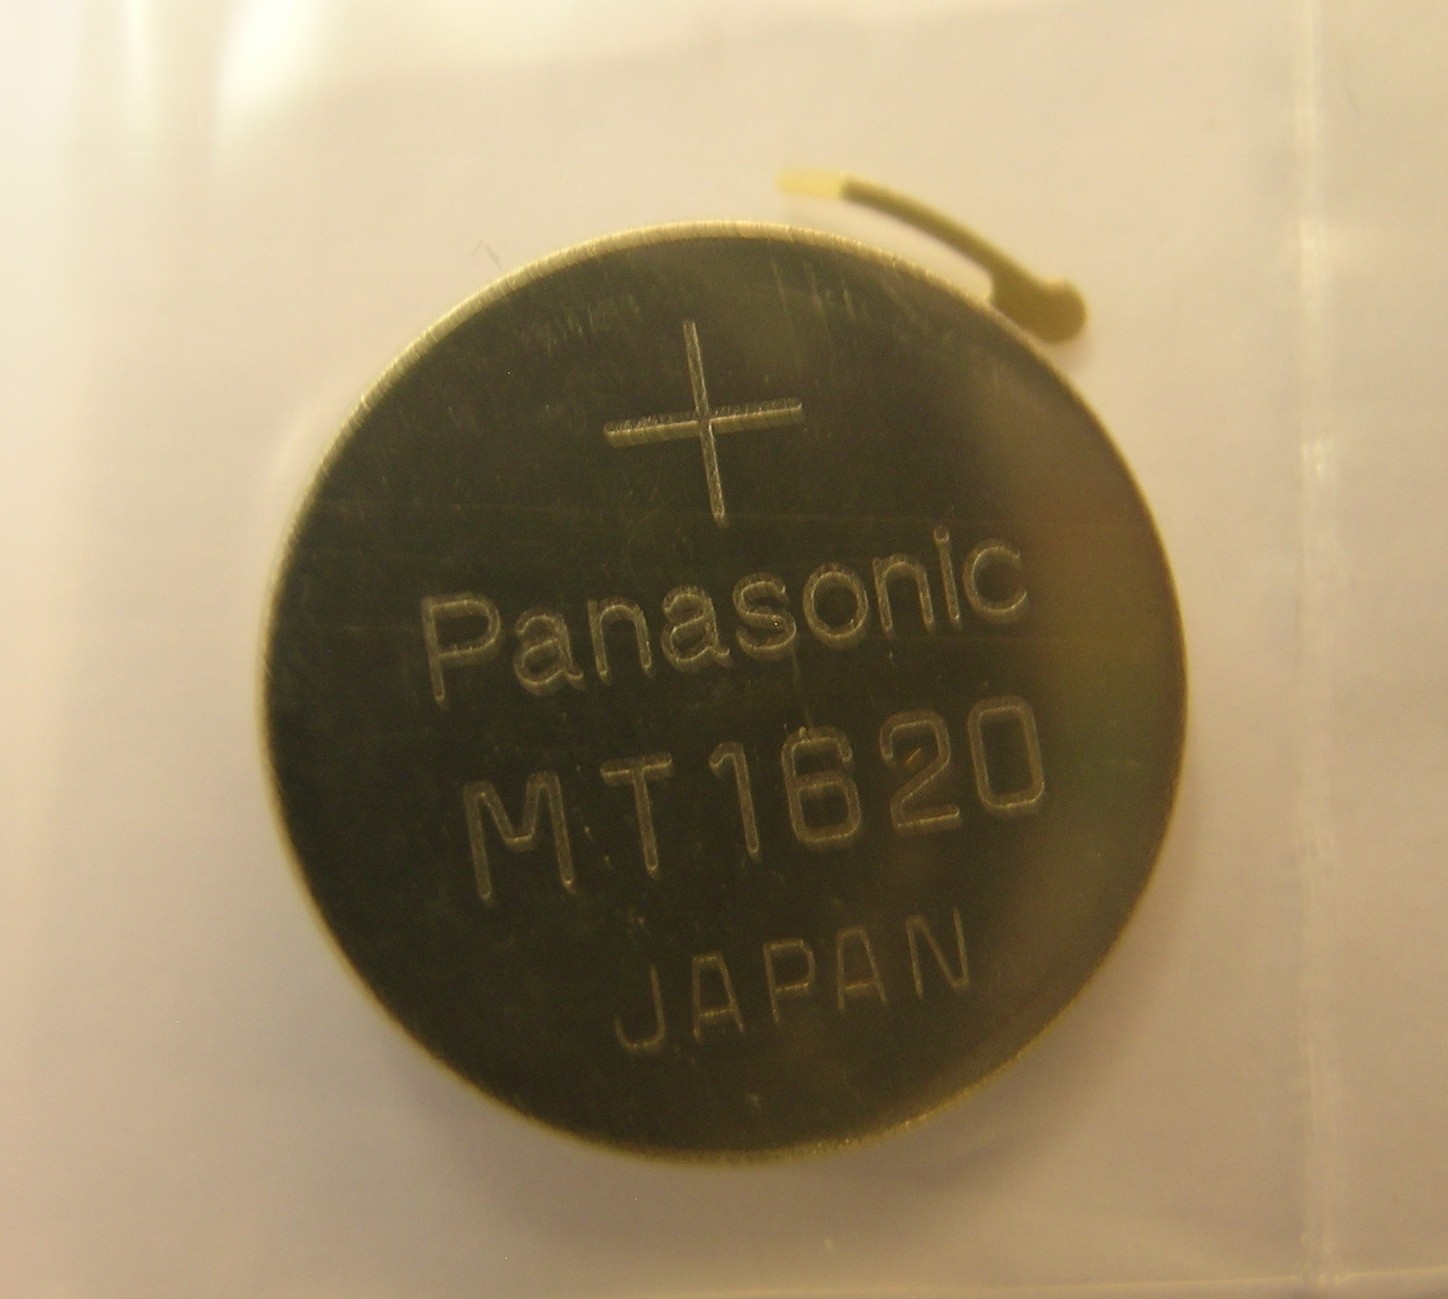 +
Panasonic
MT1620
JAPAN